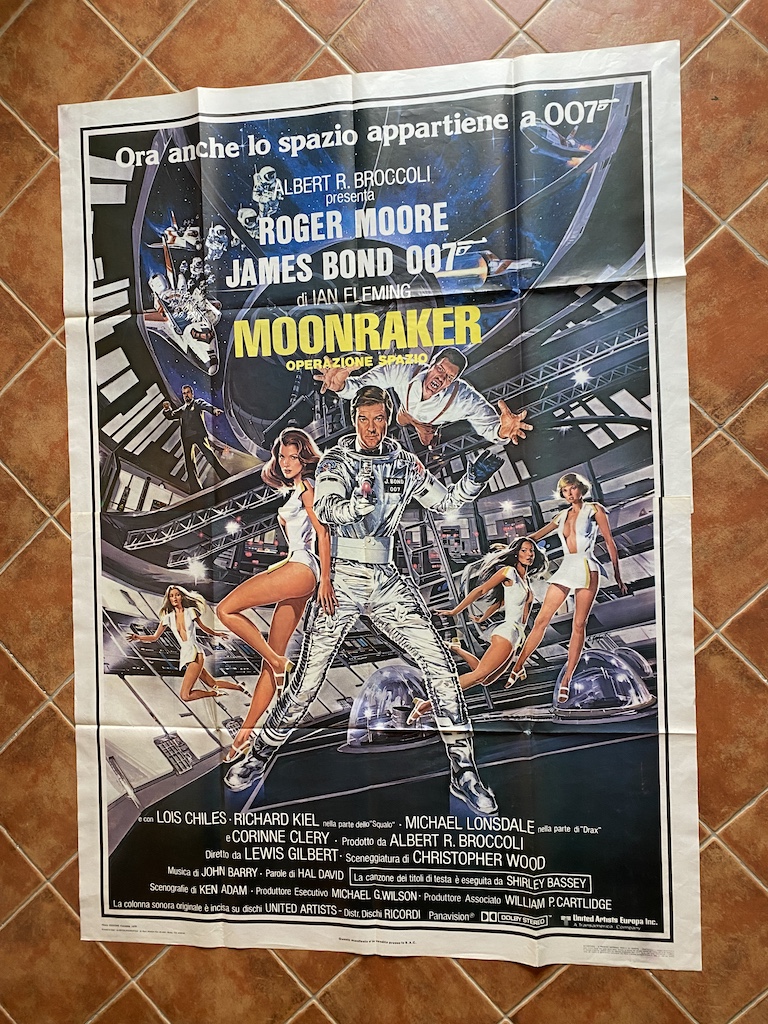 Ora anche lo spazio appartiene a 007
ALBERT R. BROCCOLI
presenta
ROGER MOORE
JAMES BOND 007
di IAN FLEMING
MOONRAKER
OPERAZIONE SPAZIO
J. BOND
007
e con LOIS CHILES · RICHARD KIEL nella parte dello "Squalo" · MICHAEL LONSDALE nella parte di "Drax"
e CORINNE CLERY · Prodotto da ALBERT R. BROCCOLI
Diretto da LEWIS GILBERT · Sceneggiatura di CHRISTOPHER WOOD
Musica di JOHN BARRY · Parole di HAL DAVID La canzone dei titoli di testa è eseguita da SHIRLEY BASSEY
Scenografie di KEN ADAM · Produttore Esecutivo MICHAEL G. WILSON · Produttore Associato WILLIAM P. CARTLIDGE
La colonna sonora originale è incisa su dischi UNITED ARTISTS - Distr. Dischi RICORDI Panavision® DOLBY STEREO United Artists Europa Inc.
A Transamerica Company